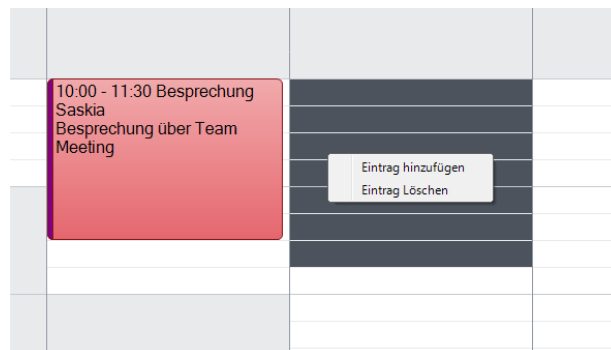 10:00 - 11:30 Besprechung
Saskia
Besprechung über Team
Meeting
Eintrag hinzufügen
Eintrag Löschen